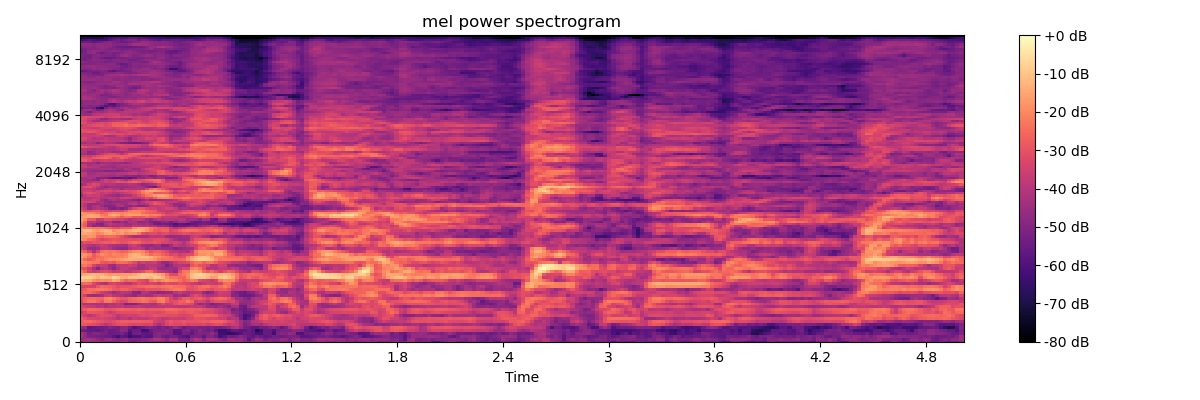 mel power spectrogram
8192
4096
2048
1024
512
0
Hz
0 0.6 1.2 1.8 2.4 3 3.6 4.2 4.8
Time
+0 dB
-10 dB
-20 dB
-30 dB
-40 dB
-50 dB
-60 dB
-70 dB
-80 dB